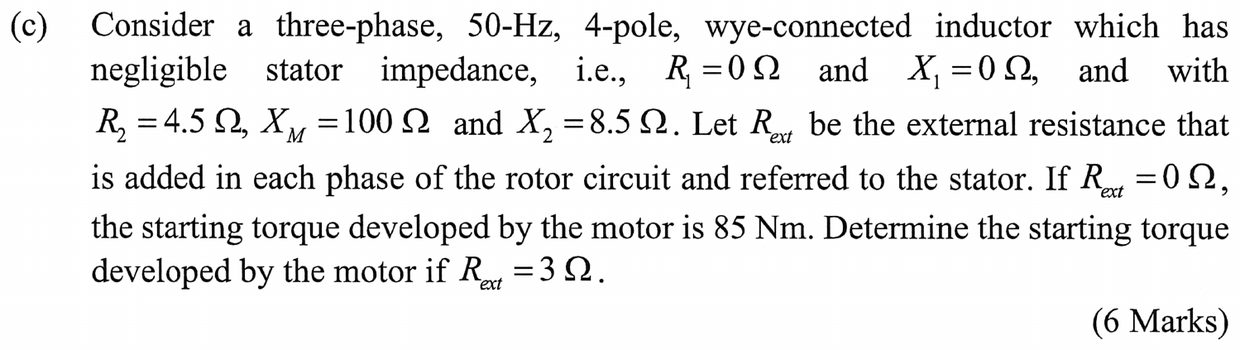 (c) Consider a three-phase, 50-Hz, 4-pole, wye-connected inductor which has
negligible stator impedance, i.e., R₁ = 0 Ω and X₁ = 0 Ω, and with
R₂ = 4.5 Ω, X_M = 100 Ω and X₂ = 8.5 Ω. Let R_ext be the external resistance that
is added in each phase of the rotor circuit and referred to the stator. If R_ext = 0 Ω,
the starting torque developed by the motor is 85 Nm. Determine the starting torque
developed by the motor if R_ext = 3 Ω.
(6 Marks)